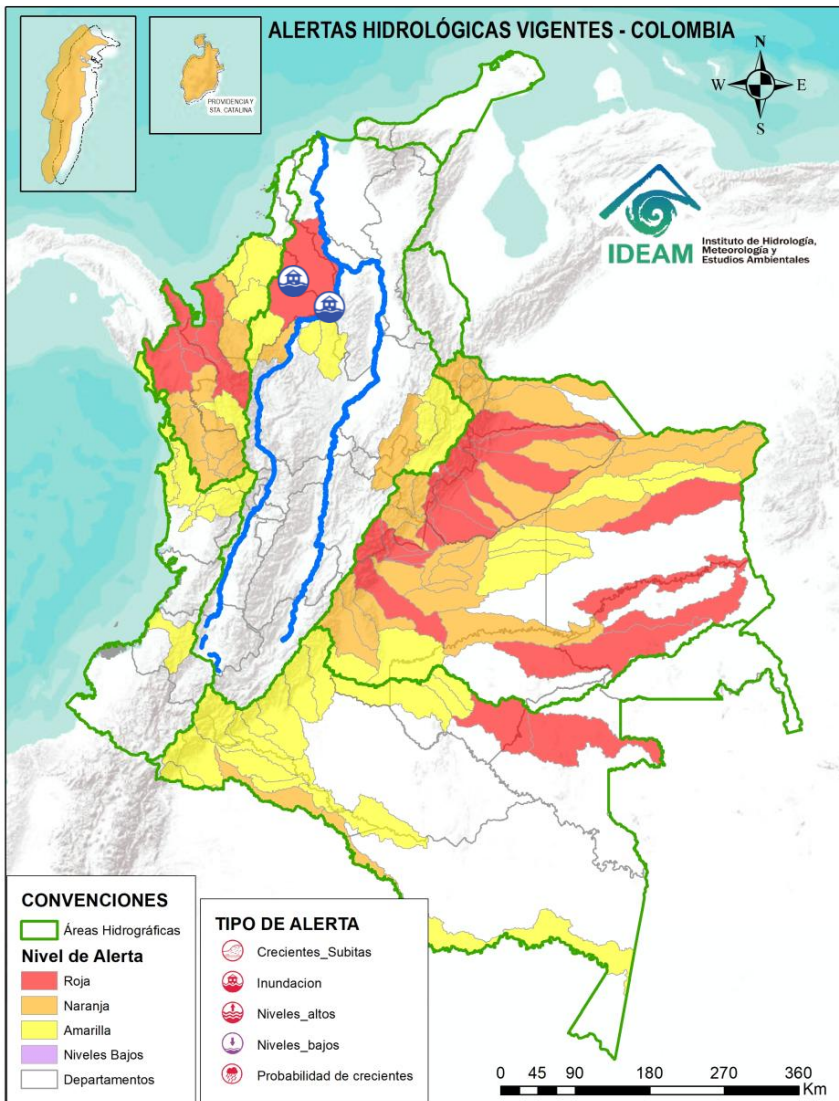 ALERTAS HIDROLÓGICAS VIGENTES - COLOMBIA
PROVIDENCIA Y
STA. CATALINA
N
W
E
S
IDEAM
Instituto de Hidrología,
Meteorología y
Estudios Ambientales
CONVENCIONES
Áreas Hidrográficas
Nivel de Alerta
Roja
Naranja
Amarilla
Niveles Bajos
Departamentos
TIPO DE ALERTA
Crecientes_Subitas
Inundacion
Niveles_altos
Niveles_bajos
Probabilidad de crecientes
0 45 90 180 270 360
Km